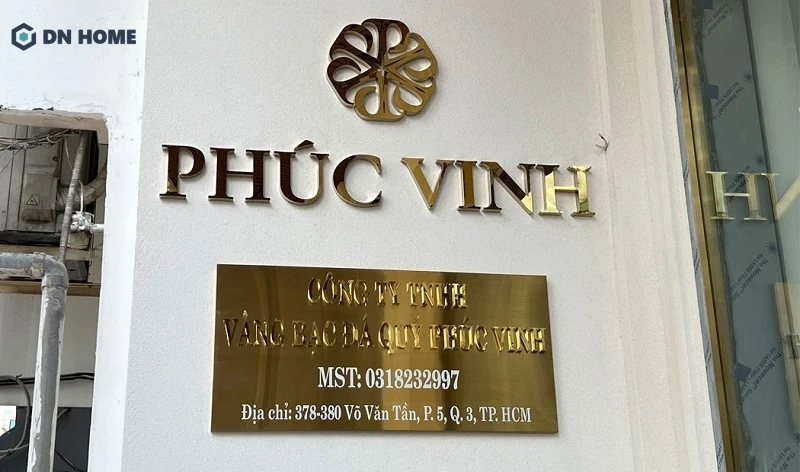 DN HOME
PHÚC VINH
CÔNG TY TNHH
VÀNG BẠC ĐÁ QUÝ PHÚC VINH
MST: 0318232997
Địa chỉ: 378-380 Võ Văn Tần, P. 5, Q. 3, TP. HCM